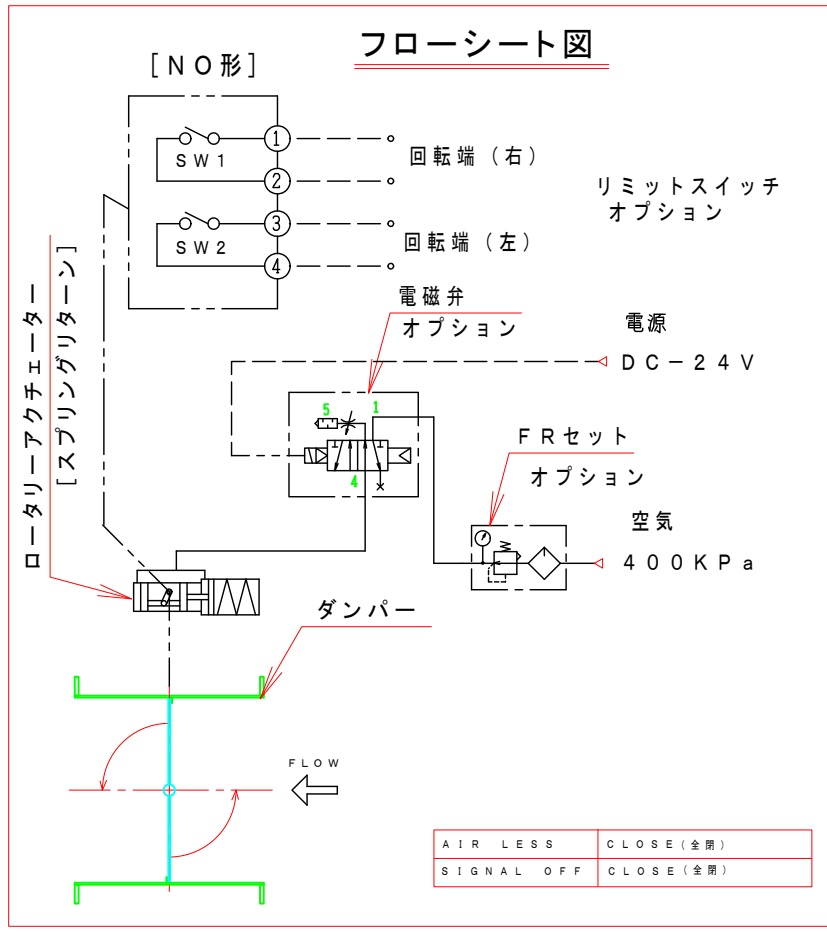 フローシート図
[NO形]
1
SW1
2
回転端(右)
3
SW2
4
回転端(左)
リミットスイッチ
オプション
電磁弁
オプション
電源
DC-24V
5
1
4
FRセット
オプション
空気
400KPa
ロータリーアクチェーター
[スプリングリターン]
ダンパー
FLOW
AIR LESS CLOSE(全閉)
SIGNAL OFF CLOSE(全閉)